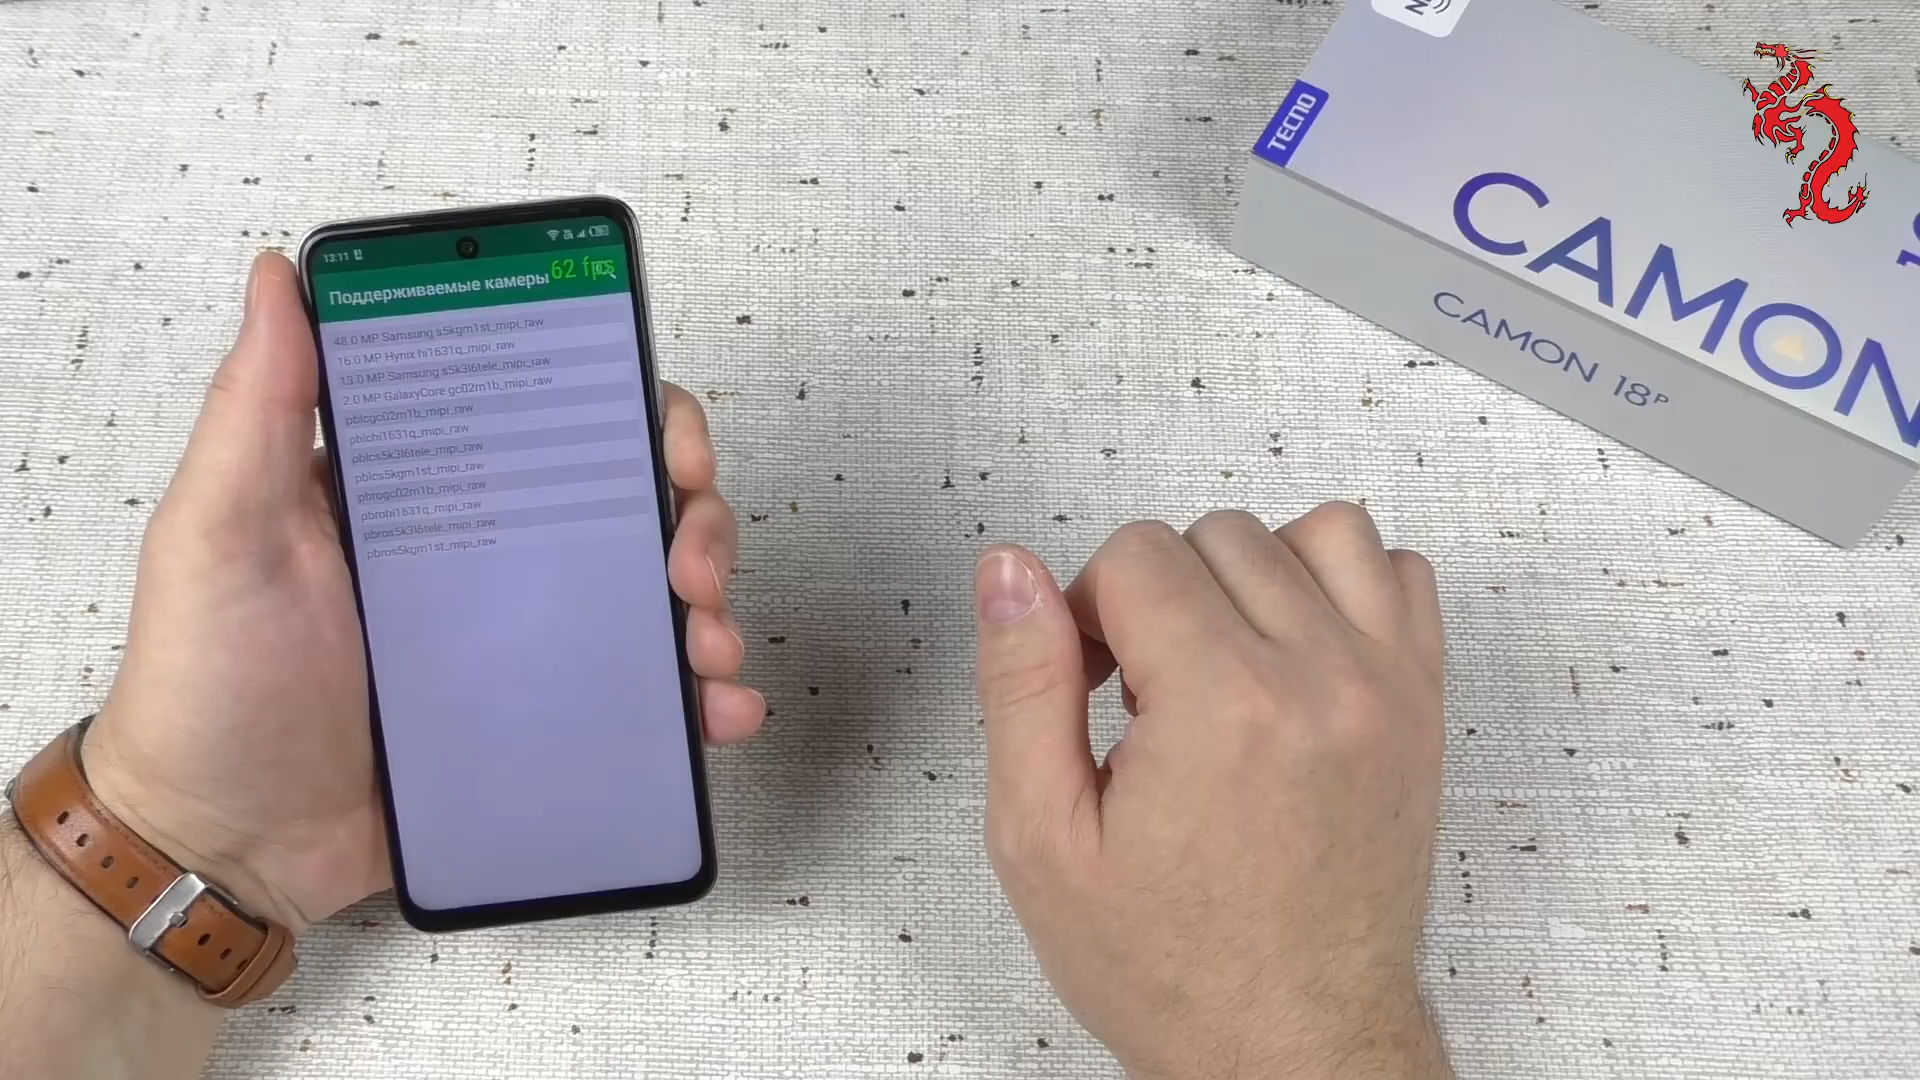 13:11
62 fps
Поддерживаемые камеры
48.0 MP Samsung s5kgm1st_mipi_raw
16.0 MP Hynix hi1631q_mipi_raw
13.0 MP Samsung s5k3l6tele_mipi_raw
2.0 MP GalaxyCore gc02m1b_mipi_raw
pblcgc02m1b_mipi_raw
pblchi1631q_mipi_raw
pblcs5k3l6tele_mipi_raw
pblcs5kgm1st_mipi_raw
pbrogc02m1b_mipi_raw
pbrohi1631q_mipi_raw
pbros5k3l6tele_mipi_raw
pbros5kgm1st_mipi_raw
TECNO
CAMON
CAMON 18P